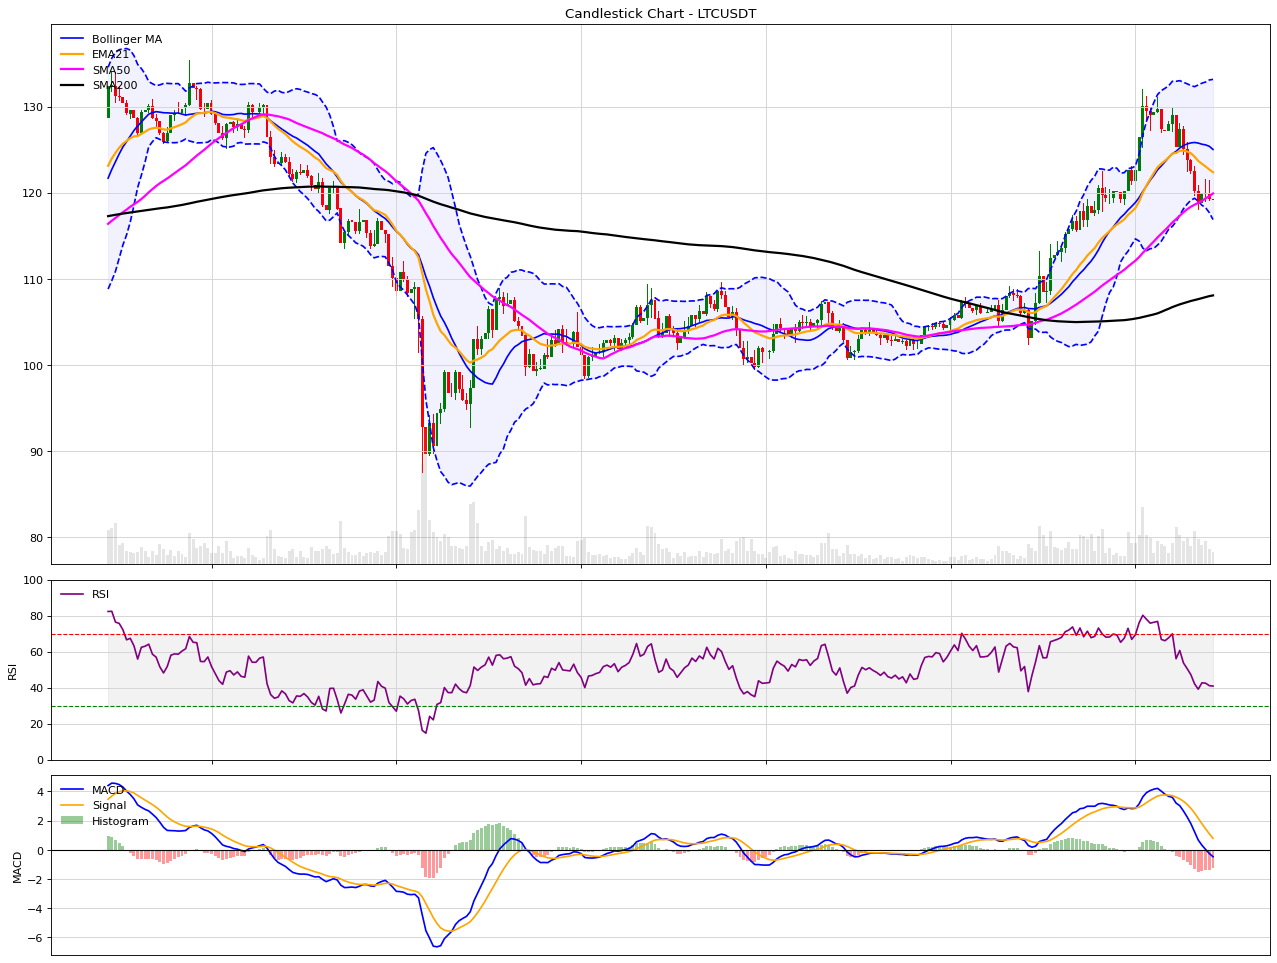 Candlestick Chart - LTCUSDT
Bollinger MA
EMA21
SMA50
SMA200
130
120
110
100
90
80
RSI
100
80
60
40
20
0
RSI
MACD
Signal
Histogram
4
2
0
−2
−4
−6
MACD